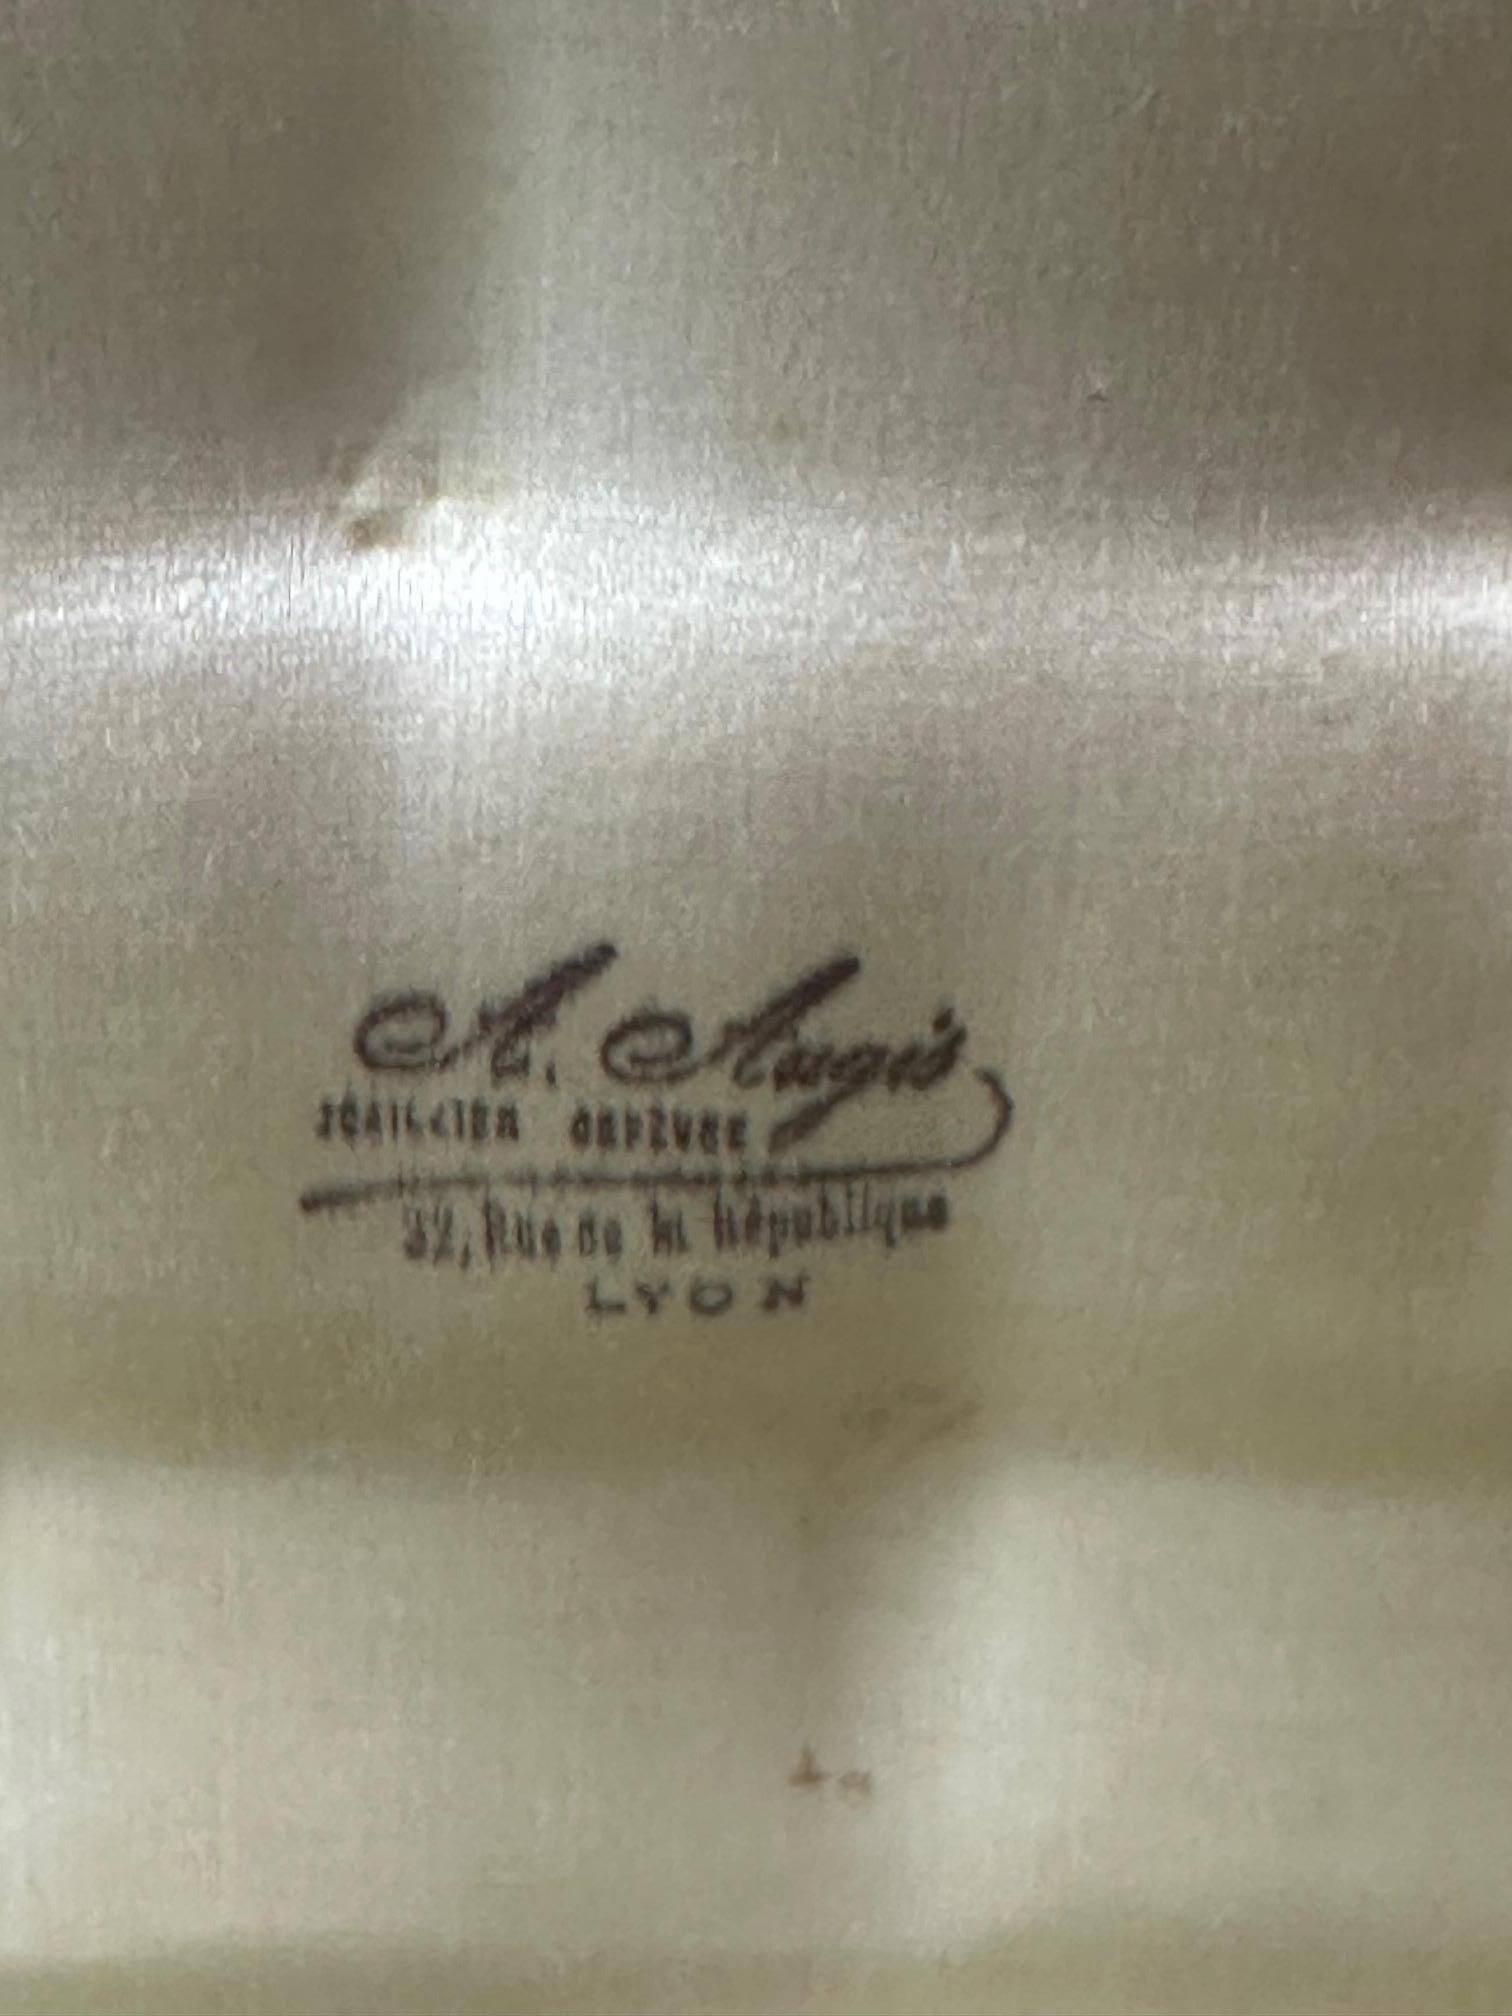 A. Augis
JOAILLIER ORFÈVRE
32, Rue de la République
LYON